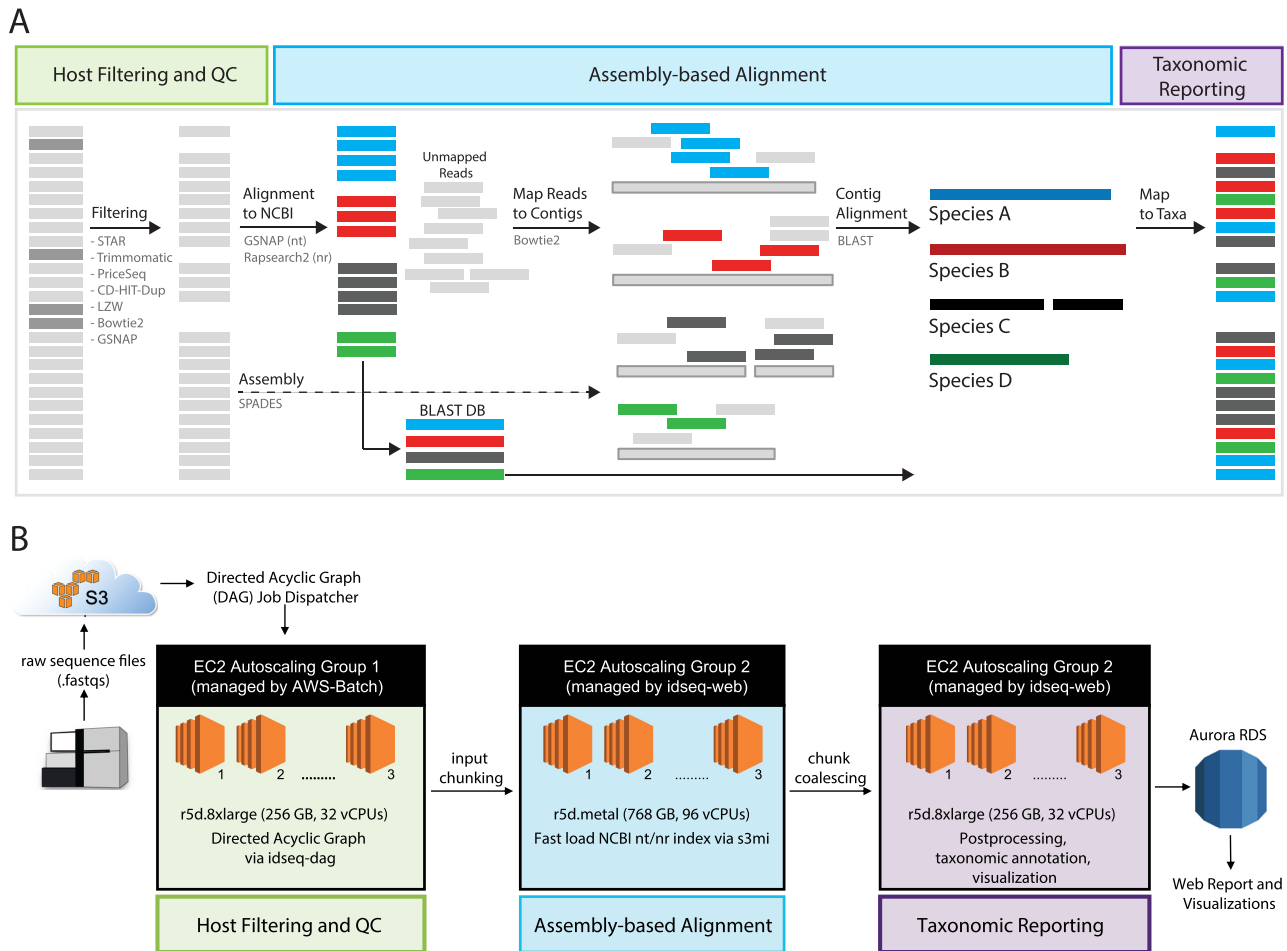 A
Host Filtering and QC
Assembly-based Alignment
Taxonomic
Reporting
Filtering
- STAR
- Trimmomatic
- PriceSeq
- CD-HIT-Dup
- LZW
- Bowtie2
- GSNAP
Alignment
to NCBI
GSNAP (nt)
Rapsearch2 (nr)
Unmapped
Reads
Map Reads
to Contigs
Bowtie2
Contig
Alignment
BLAST
Species A
Species B
Species C
Species D
Map
to Taxa
Assembly
SPADES
BLAST DB
B
S3
Directed Acyclic Graph
(DAG) Job Dispatcher
raw sequence files
(.fastqs)
EC2 Autoscaling Group 1
(managed by AWS-Batch)
1
2
.........
3
r5d.8xlarge (256 GB, 32 vCPUs)
Directed Acyclic Graph
via idseq-dag
Host Filtering and QC
input
chunking
EC2 Autoscaling Group 2
(managed by idseq-web)
1
2
.........
3
r5d.metal (768 GB, 96 vCPUs)
Fast load NCBI nt/nr index via s3mi
Assembly-based Alignment
chunk
coalescing
EC2 Autoscaling Group 2
(managed by idseq-web)
1
2
.........
3
r5d.8xlarge (256 GB, 32 vCPUs)
Postprocessing,
taxonomic annotation,
visualization
Taxonomic Reporting
Aurora RDS
Web Report and
Visualizations